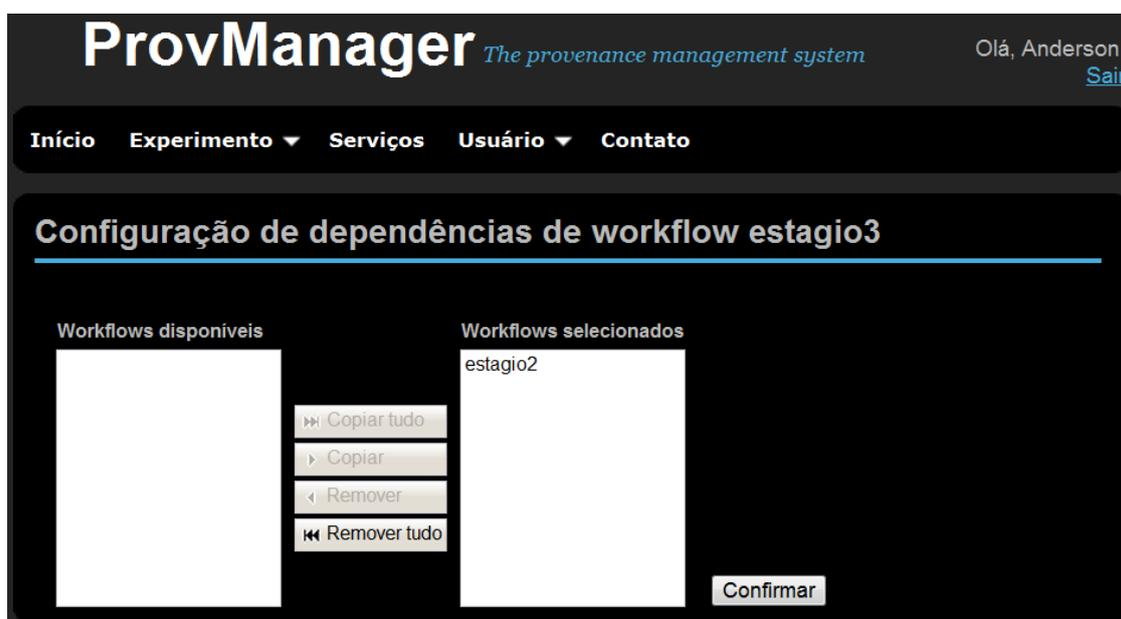 ProvManager The provenance management system
Olá, Anderson
Sair
Início Experimento Serviços Usuário Contato
Configuração de dependências de workflow estagio3
Workflows disponíveis
Workflows selecionados
estagio2
Copiar tudo
Copiar
Remover
Remover tudo
Confirmar